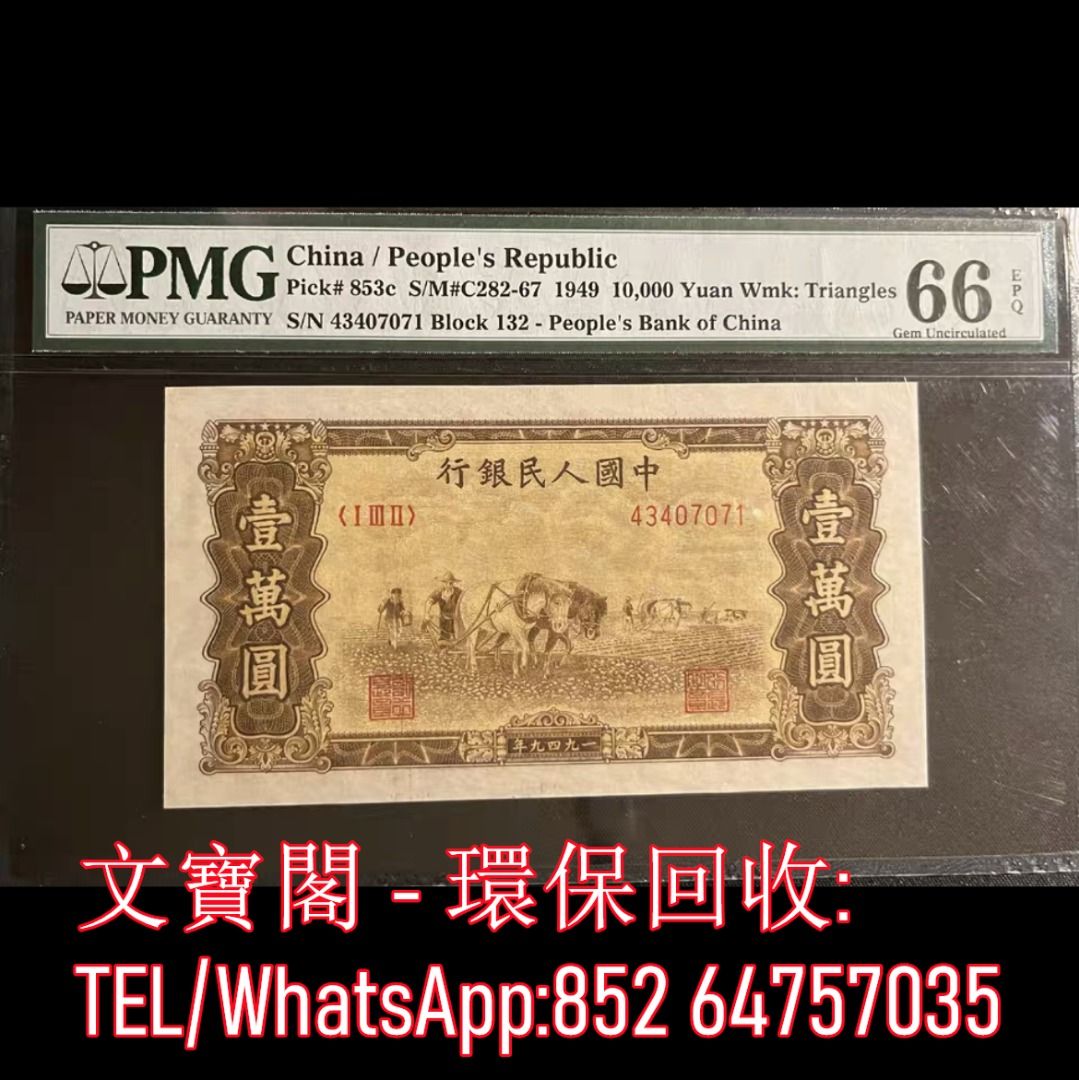 PMG
PAPER MONEY GUARANTY
China / People's Republic
Pick# 853c S/M#C282-67 1949 10,000 Yuan Wmk: Triangles
S/N 43407071 Block 132 - People's Bank of China
66
EPQ
Gem Uncirculated
行銀民人國中
〈I III II〉
43407071
壹萬圓
壹萬圓
年九四九一
文寶閣 - 環保回收:
TEL/WhatsApp:852 64757035